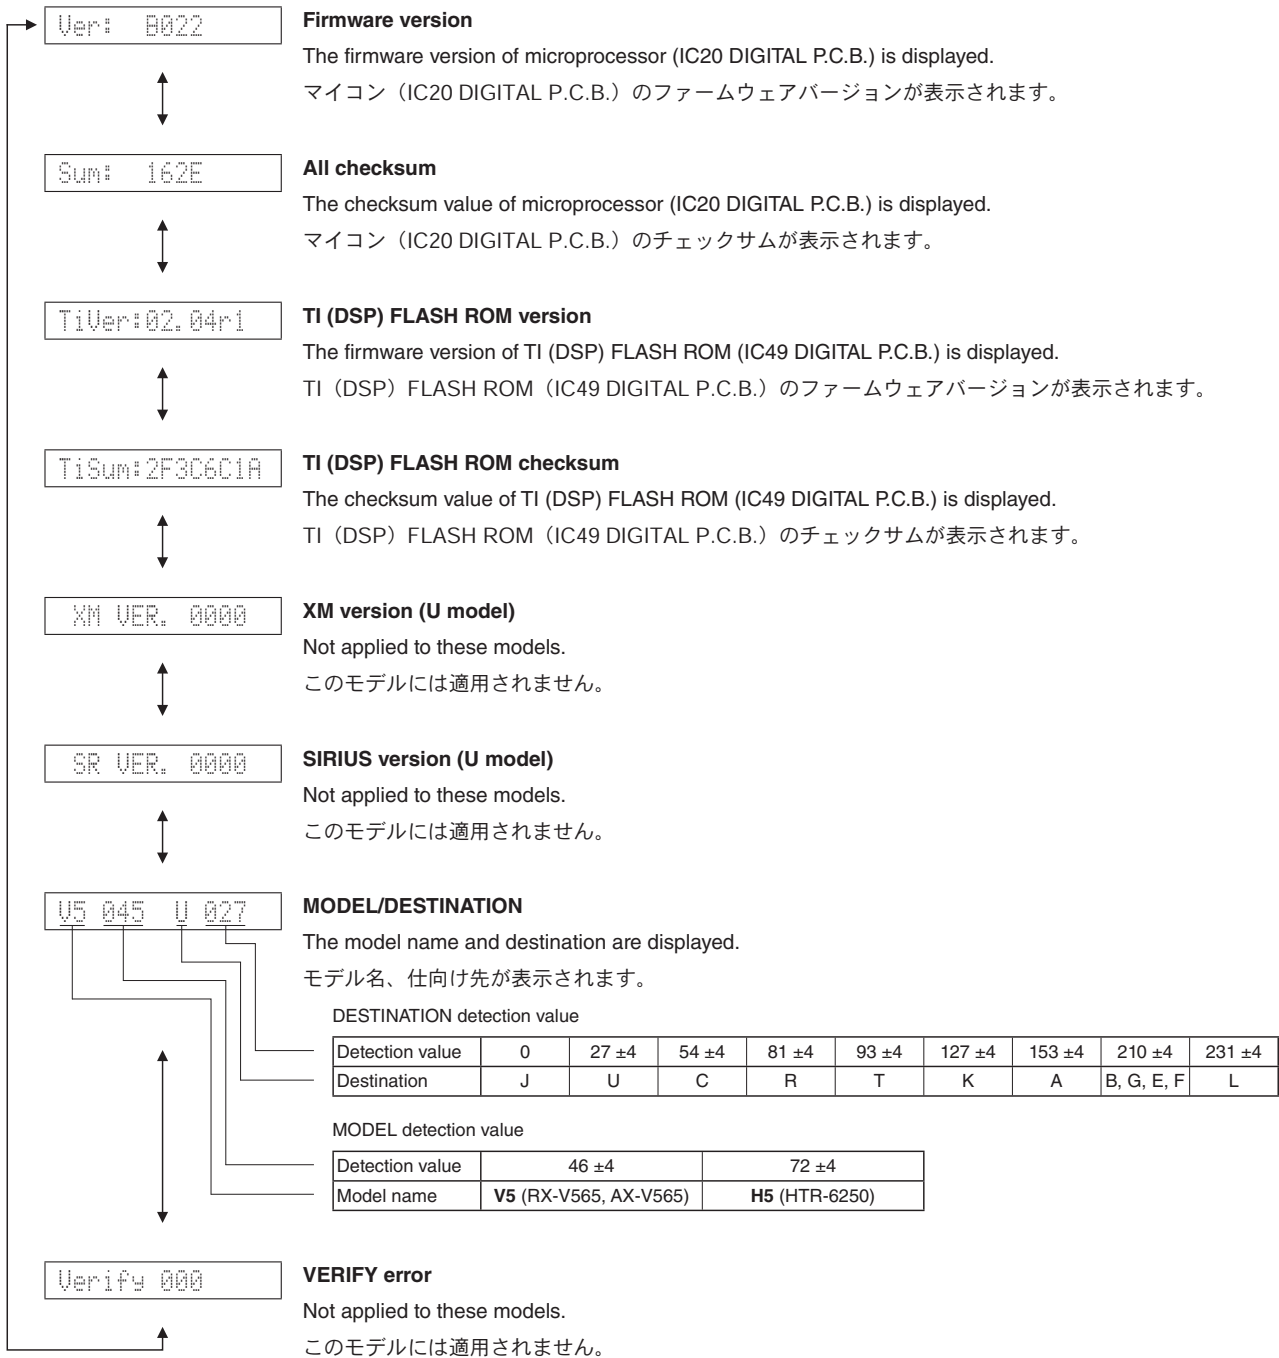 Ver:  B022
Firmware version
The firmware version of microprocessor (IC20 DIGITAL P.C.B.) is displayed.
マイコン（IC20 DIGITAL P.C.B.）のファームウェアバージョンが表示されます。
Sum:  162E
All checksum
The checksum value of microprocessor (IC20 DIGITAL P.C.B.) is displayed.
マイコン（IC20 DIGITAL P.C.B.）のチェックサムが表示されます。
TiVer:02.04r1
TI (DSP) FLASH ROM version
The firmware version of TI (DSP) FLASH ROM (IC49 DIGITAL P.C.B.) is displayed.
TI（DSP）FLASH ROM（IC49 DIGITAL P.C.B.）のファームウェアバージョンが表示されます。
TiSum:2F3C6C1A
TI (DSP) FLASH ROM checksum
The checksum value of TI (DSP) FLASH ROM (IC49 DIGITAL P.C.B.) is displayed.
TI（DSP）FLASH ROM（IC49 DIGITAL P.C.B.）のチェックサムが表示されます。
XM VER. 0000
XM version (U model)
Not applied to these models.
このモデルには適用されません。
SR VER. 0000
SIRIUS version (U model)
Not applied to these models.
このモデルには適用されません。
V5 045  U 027
MODEL/DESTINATION
The model name and destination are displayed.
モデル名、仕向け先が表示されます。
DESTINATION detection value
Detection value 0 27 ±4 54 ±4 81 ±4 93 ±4 127 ±4 153 ±4 210 ±4 231 ±4
Destination J U C R T K A B, G, E, F L
MODEL detection value
Detection value 46 ±4 72 ±4
Model name V5 (RX-V565, AX-V565) H5 (HTR-6250)
Verify 000
VERIFY error
Not applied to these models.
このモデルには適用されません。